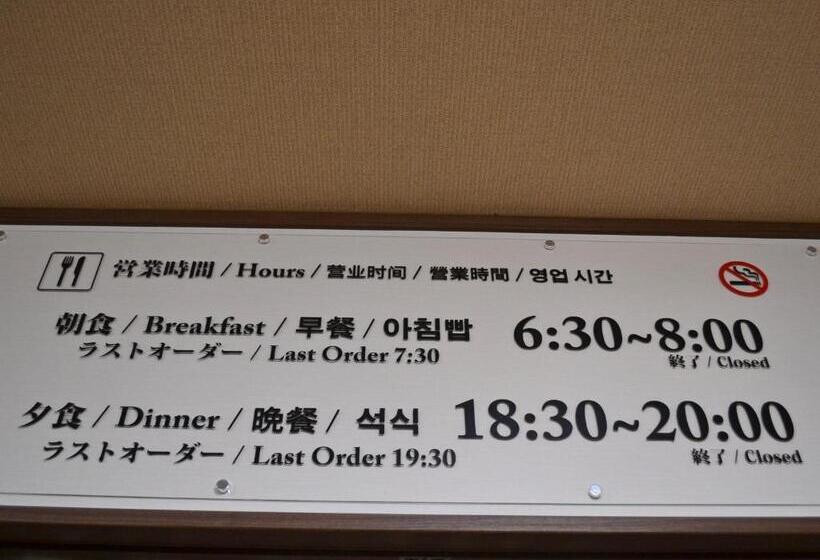 営業時間 / Hours / 营业时间 / 營業時間 / 영업 시간
朝食 / Breakfast / 早餐 / 아침빱 6:30~8:00
ラストオーダー / Last Order 7:30 終了 / Closed
夕食 / Dinner / 晩餐 / 석식 18:30~20:00
ラストオーダー / Last Order 19:30 終了 / Closed